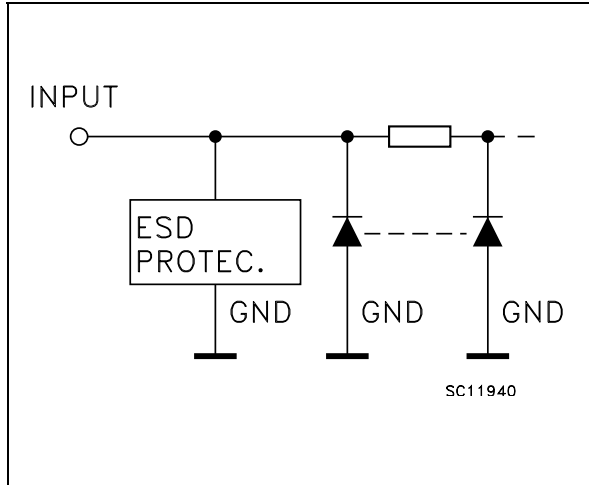 INPUT
ESD
PROTEC.
GND
GND
GND
SC11940